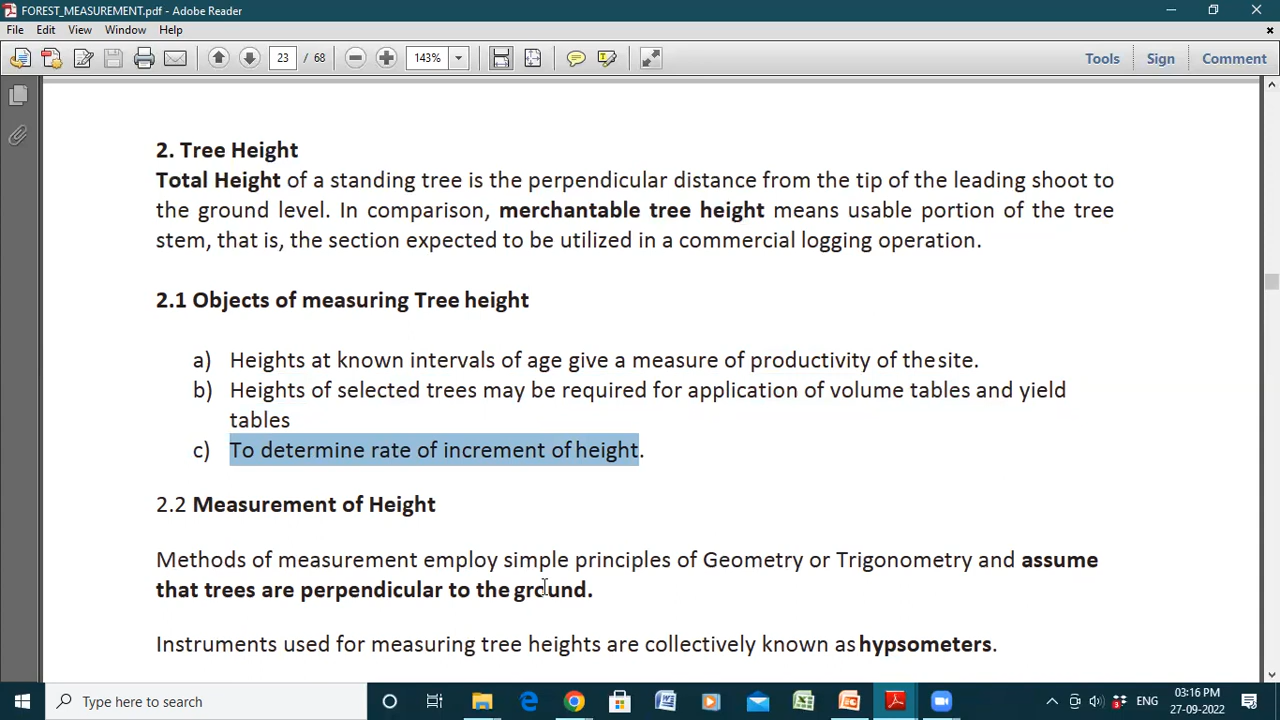 FOREST_MEASUREMENT.pdf - Adobe Reader
File Edit View Window Help
23 / 68 143% Tools Sign Comment
2. Tree Height
Total Height of a standing tree is the perpendicular distance from the tip of the leading shoot to
the ground level. In comparison, merchantable tree height means usable portion of the tree
stem, that is, the section expected to be utilized in a commercial logging operation.
2.1 Objects of measuring Tree height
a) Heights at known intervals of age give a measure of productivity of the site.
b) Heights of selected trees may be required for application of volume tables and yield
tables
c) To determine rate of increment of height.
2.2 Measurement of Height
Methods of measurement employ simple principles of Geometry or Trigonometry and assume
that trees are perpendicular to the ground.
Instruments used for measuring tree heights are collectively known as hypsometers.
Type here to search
ENG
03:16 PM
27-09-2022